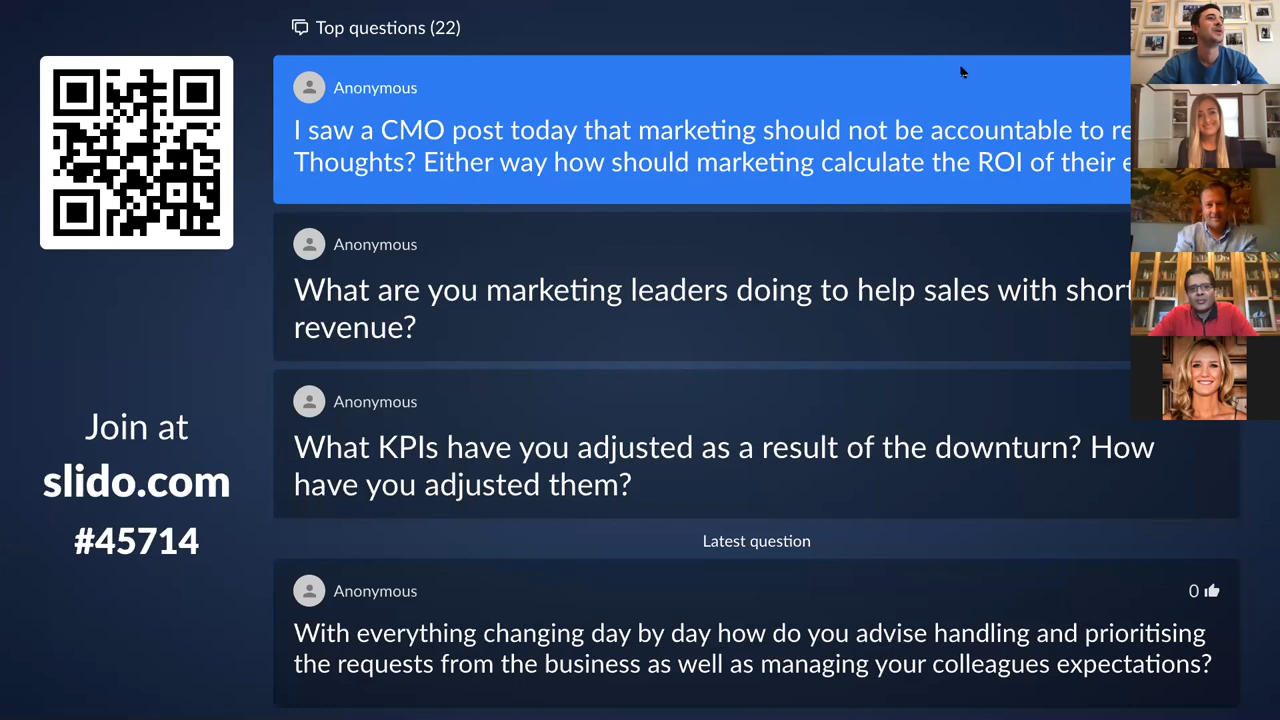 Top questions (22)
Anonymous
I saw a CMO post today that marketing should not be accountable to
Thoughts? Either way how should marketing calculate the ROI of their
Anonymous
What are you marketing leaders doing to help sales with
revenue?
Anonymous
What KPIs have you adjusted as a result of the downturn? How
have you adjusted them?
Join at
slido.com
#45714
Latest question
Anonymous
0
With everything changing day by day how do you advise handling and prioritising
the requests from the business as well as managing your colleagues expectations?